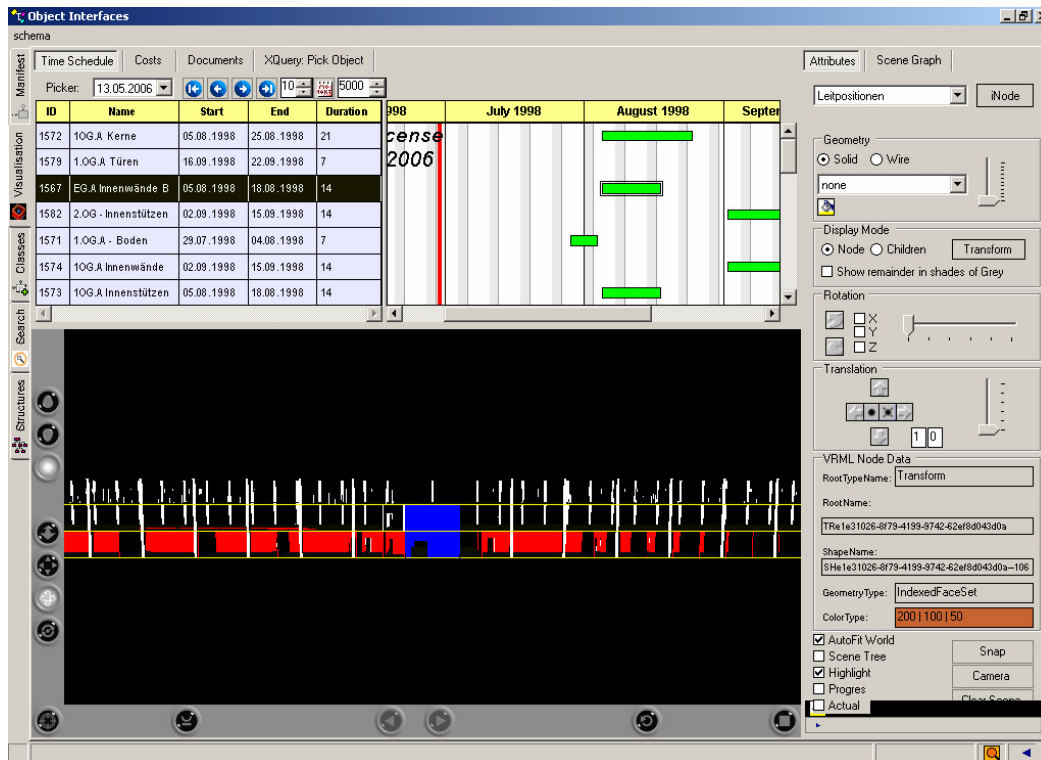 Object Interfaces
schema
Manifest
Visualisation
Classes
Search
Structures
Time Schedule Costs Documents XQuery: Pick Object
Picker: 13.05.2006 10 5000
ID Name Start End Duration
1572 1OG.A Kerne 05.08.1998 25.08.1998 21
1579 1.OG.A Türen 16.09.1998 22.09.1998 7
1567 EG.A Innenwände B 05.08.1998 18.08.1998 14
1582 2.OG - Innenstützen 02.09.1998 15.09.1998 14
1571 1.OG.A - Boden 29.07.1998 04.08.1998 7
1574 1OG.A Innenwände 02.09.1998 15.09.1998 14
1573 1OG.A Innenstützen 05.08.1998 18.08.1998 14
998 July 1998 August 1998 Septer
cense
2006
Attributes Scene Graph
Leitpositionen iNode
Geometry
Solid Wire
none
Display Mode
Node Children Transform
Show remainder in shades of Grey
Rotation
X
Y
Z
Translation
1 0
VRML Node Data
RootTypeName: Transform
RootName:
TRe1e31026-8f79-4199-9742-62ef8d043d0a
ShapeName:
SHe1e31026-8f79-4199-9742-62ef8d043d0a--106
GeometryType: IndexedFaceSet
ColorType: 200 | 100 | 50
AutoFit World
Scene Tree Snap
Highlight Camera
Progres
Actual Clear Scene